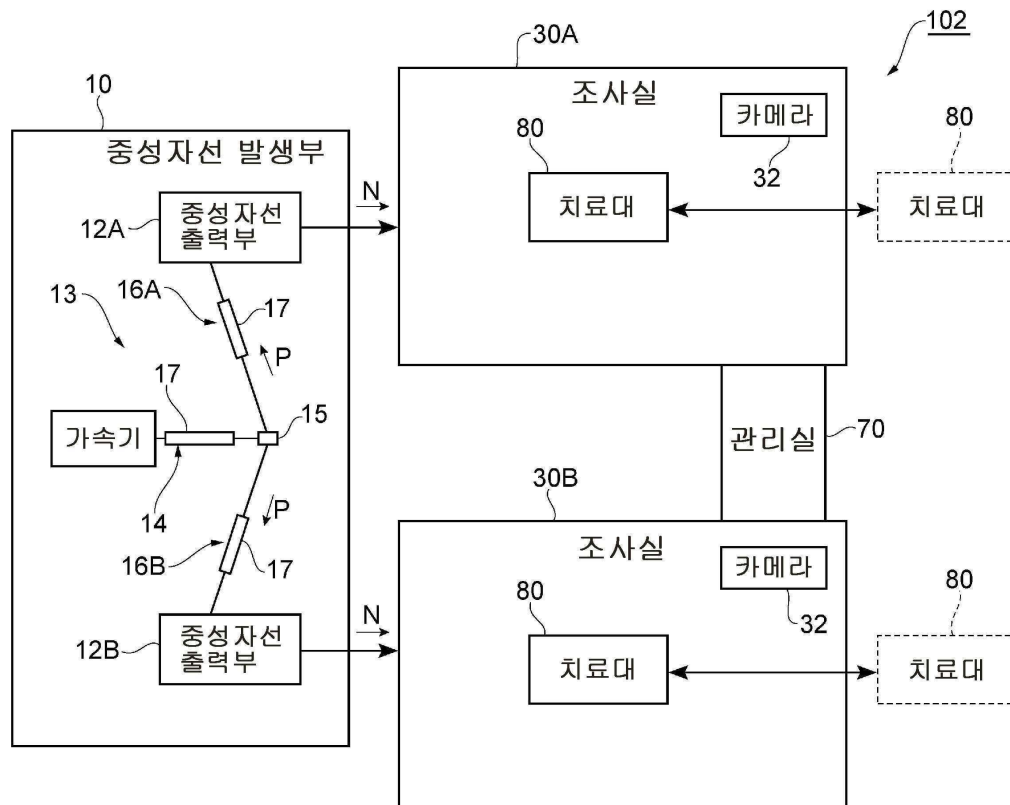 102
30A
10
조사실
카메라
32
80
80
중성자선 발생부
치료대
치료대
N
12A
중성자선
출력부
16A
17
13
P
17
15
가속기
관리실
70
14
P
30B
16B
17
조사실
카메라
32
80
80
N
12B
중성자선
출력부
치료대
치료대